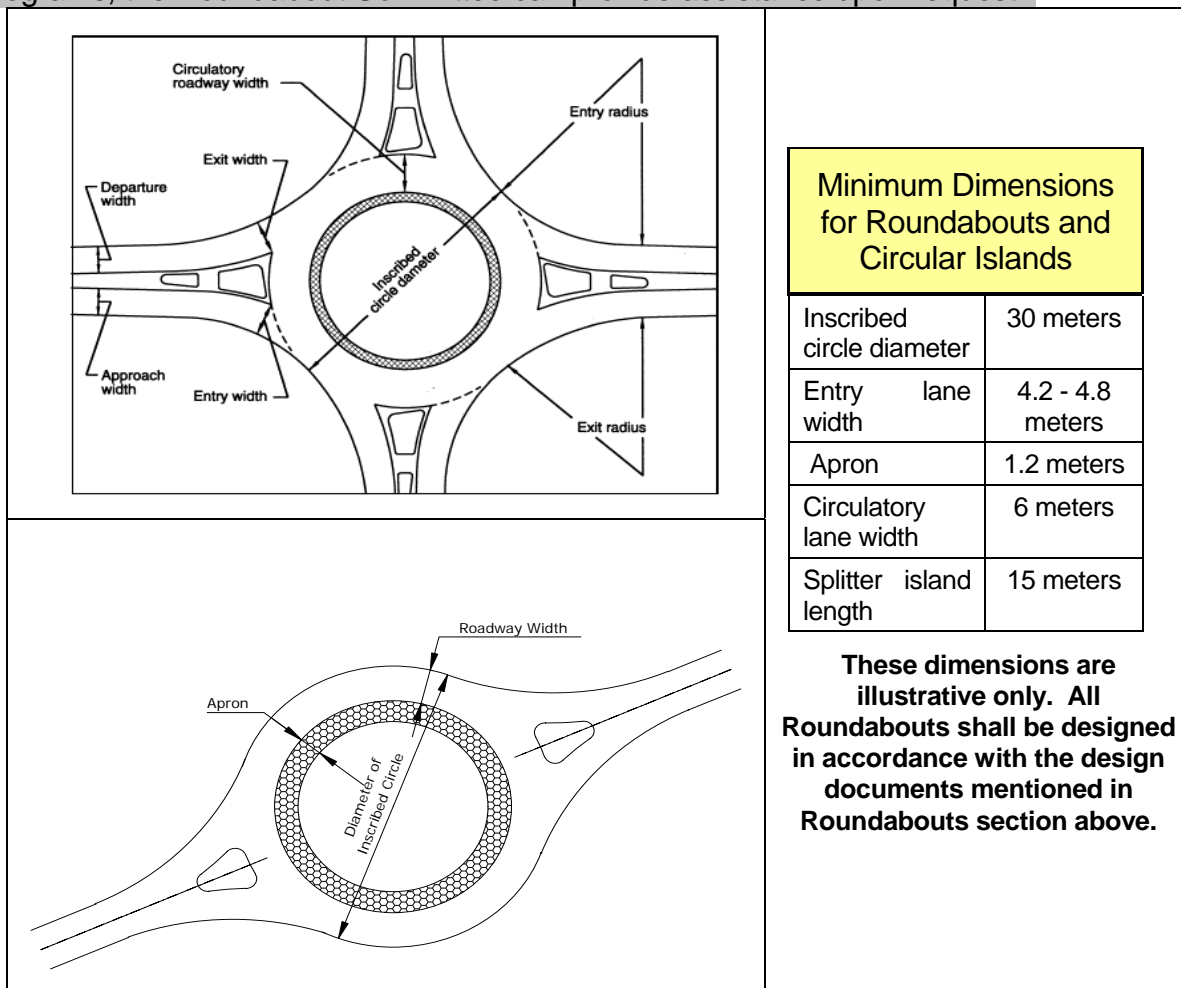 Circulatory
roadway width
Entry radius
Exit width
Departure
width
Inscribed
circle dameter
Approach
width
Entry width
Exit radius
Minimum Dimensions
for Roundabouts and
Circular Islands
Inscribed
circle diameter
30 meters
Entry lane
width
4.2 - 4.8
meters
Apron
1.2 meters
Circulatory
lane width
6 meters
Splitter island
length
15 meters
These dimensions are
illustrative only. All
Roundabouts shall be designed
in accordance with the design
documents mentioned in
Roundabouts section above.
Roadway Width
Apron
Diameter of
Inscribed Circle